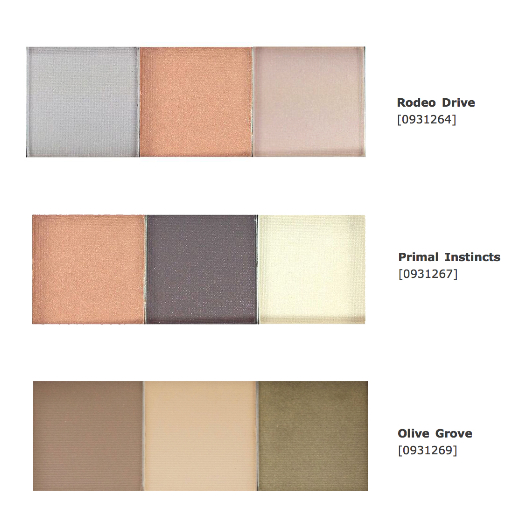 Rodeo Drive
[0931264]
Primal Instincts
[0931267]
Olive Grove
[0931269]